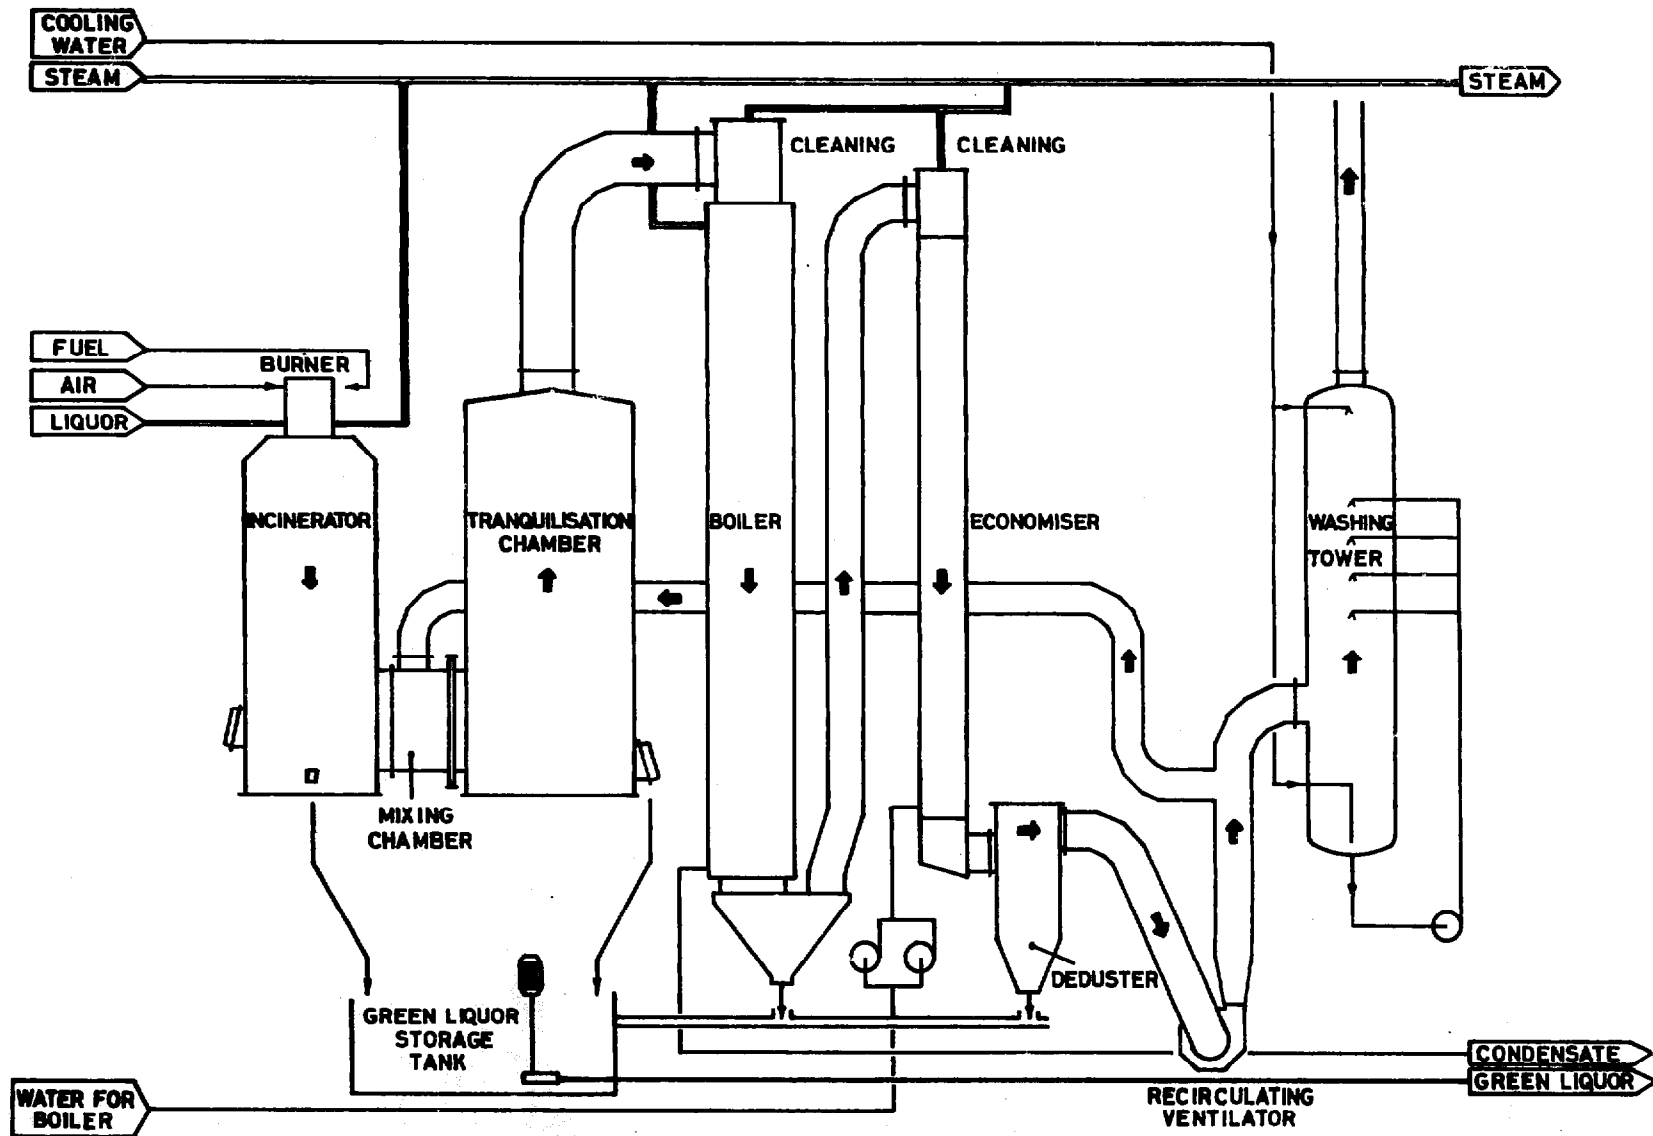 COOLING
WATER
STEAM
STEAM
CLEANING
CLEANING
FUEL
BURNER
AIR
LIQUOR
INCINERATOR
TRANQUILISATION
CHAMBER
BOILER
ECONOMISER
WASHING
TOWER
MIXING
CHAMBER
DEDUSTER
GREEN LIQUOR
STORAGE
TANK
CONDENSATE
GREEN LIQUOR
WATER FOR
BOILER
RECIRCULATING
VENTILATOR